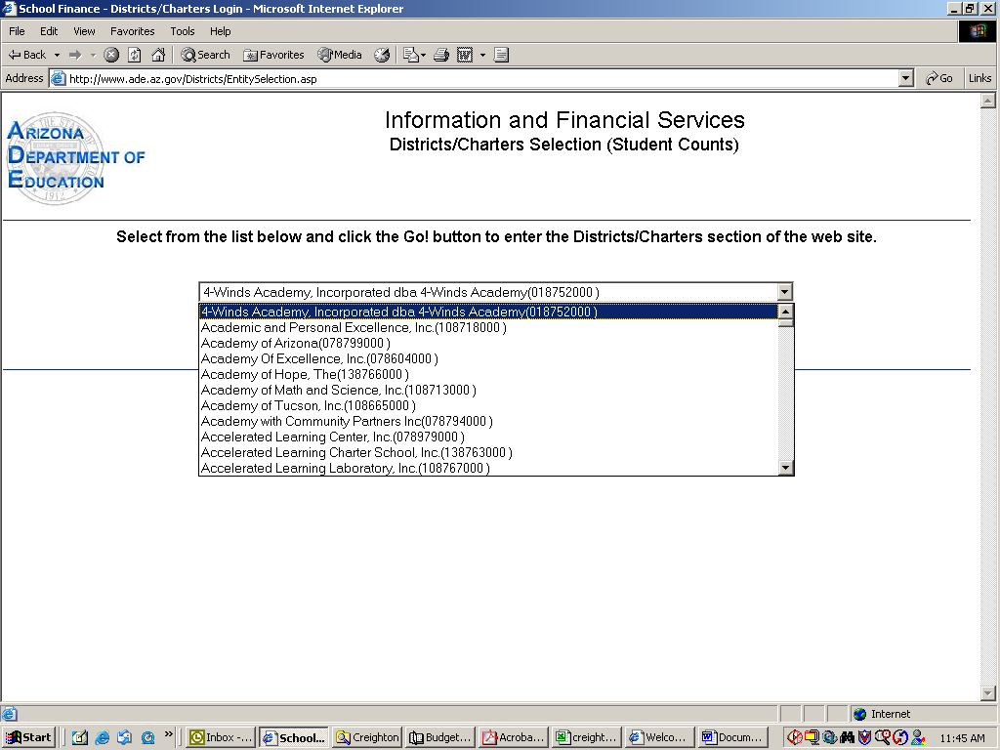 School Finance - Districts/Charters Login - Microsoft Internet Explorer
File Edit View Favorites Tools Help
Back Search Favorites Media
Address http://www.ade.az.gov/Districts/EntitySelection.asp Go Links
ARIZONA
DEPARTMENT OF
EDUCATION
1912
Information and Financial Services
Districts/Charters Selection (Student Counts)
Select from the list below and click the Go! button to enter the Districts/Charters section of the web site.
4-Winds Academy, Incorporated dba 4-Winds Academy(018752000 )
4-Winds Academy, Incorporated dba 4-Winds Academy(018752000 )
Academic and Personal Excellence, Inc.(108718000 )
Academy of Arizona(078799000 )
Academy Of Excellence, Inc.(078604000 )
Academy of Hope, The(138766000 )
Academy of Math and Science, Inc.(108713000 )
Academy of Tucson, Inc.(108665000 )
Academy with Community Partners Inc(078794000 )
Accelerated Learning Center, Inc.(078979000 )
Accelerated Learning Charter School, Inc.(138763000 )
Accelerated Learning Laboratory, Inc.(108767000 )
Internet
Start » Inbox -... School... Creighton Budget... Acroba... creight... Welco... Docum... 11:45 AM